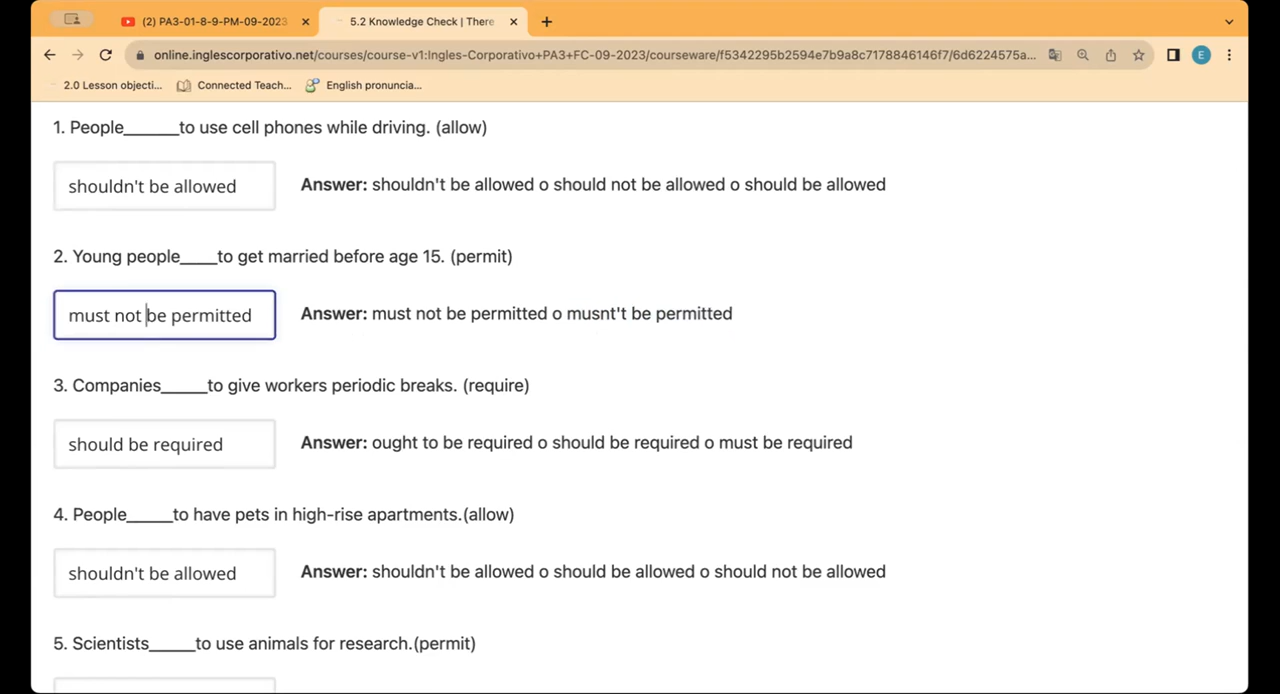 (2) PA3-01-8-9-PM-09-2023
5.2 Knowledge Check | There
online.inglescorporativo.net/courses/course-v1:Ingles-Corporativo+PA3+FC-09-2023/courseware/f5342295b2594e7b9a8c7178846146f7/6d6224575a...
E
2.0 Lesson objecti...
Connected Teach...
English pronuncia...
1. People_______to use cell phones while driving. (allow)
shouldn't be allowed
Answer: shouldn't be allowed o should not be allowed o should be allowed
2. Young people____to get married before age 15. (permit)
must not be permitted
Answer: must not be permitted o musnt't be permitted
3. Companies_____to give workers periodic breaks. (require)
should be required
Answer: ought to be required o should be required o must be required
4. People_____to have pets in high-rise apartments.(allow)
shouldn't be allowed
Answer: shouldn't be allowed o should be allowed o should not be allowed
5. Scientists_____to use animals for research.(permit)